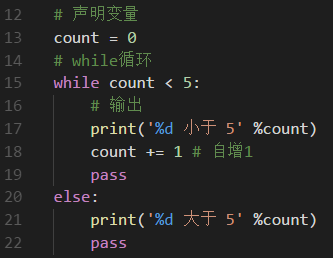 12 # 声明变量
13 count = 0
14 # while循环
15 while count < 5:
16     # 输出
17     print('%d 小于 5' %count)
18     count += 1 # 自增1
19     pass
20 else:
21     print('%d 大于 5' %count)
22     pass